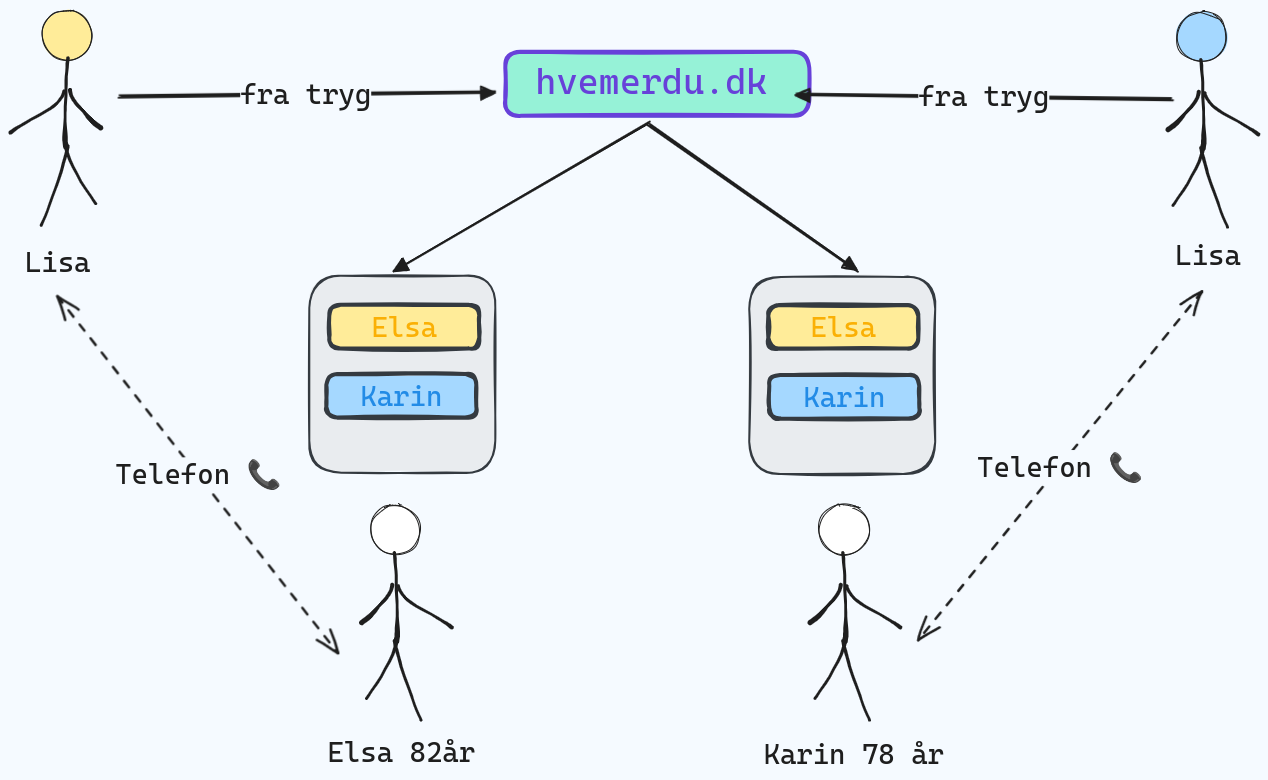 fra tryg
hvemerdu.dk
fra tryg
Lisa
Lisa
Elsa
Karin
Elsa
Karin
Telefon
Telefon
Elsa 82år
Karin 78 år